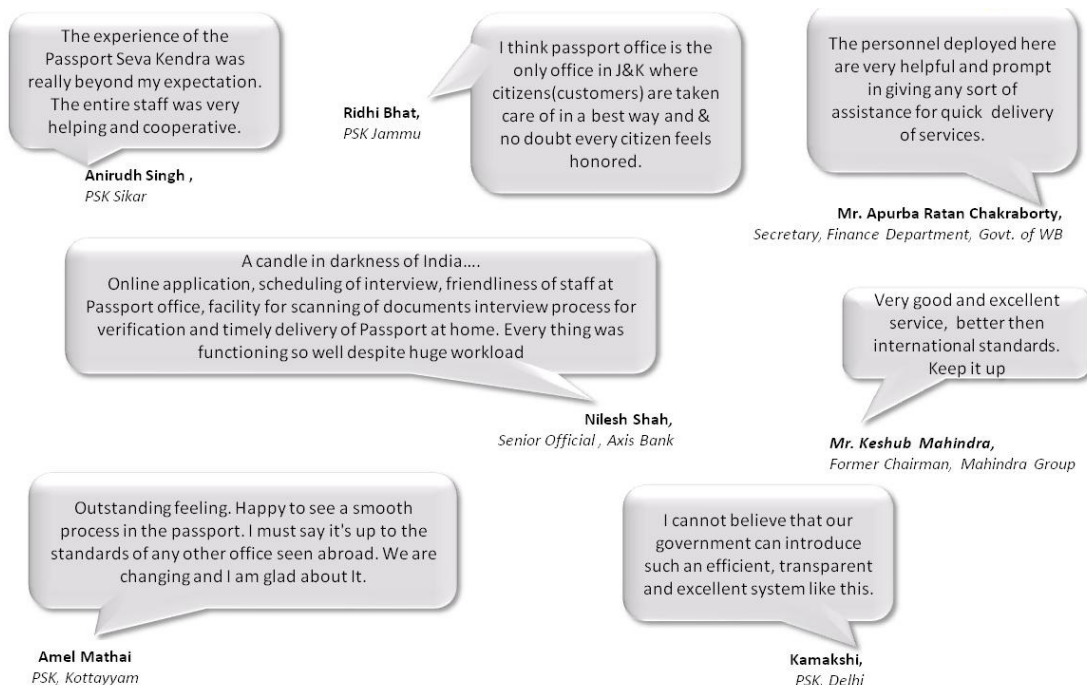 The experience of the
Passport Seva Kendra was
really beyond my expectation.
The entire staff was very
helping and cooperative.
Anirudh Singh ,
PSK Sikar
I think passport office is the
only office in J&K where
citizens(customers) are taken
care of in a best way and &
no doubt every citizen feels
honored.
Ridhi Bhat,
PSK Jammu
The personnel deployed here
are very helpful and prompt
in giving any sort of
assistance for quick delivery
of services.
Mr. Apurba Ratan Chakraborty,
Secretary, Finance Department, Govt. of WB
A candle in darkness of India....
Online application, scheduling of interview, friendliness of staff at
Passport office, facility for scanning of documents interview process for
verification and timely delivery of Passport at home. Every thing was
functioning so well despite huge workload
Nilesh Shah,
Senior Official , Axis Bank
Very good and excellent
service, better then
international standards.
Keep it up
Mr. Keshub Mahindra,
Former Chairman, Mahindra Group
Outstanding feeling. Happy to see a smooth
process in the passport. I must say it's up to the
standards of any other office seen abroad. We are
changing and I am glad about It.
Amel Mathai
PSK, Kottayyam
I cannot believe that our
government can introduce
such an efficient, transparent
and excellent system like this.
Kamakshi,
PSK, Delhi